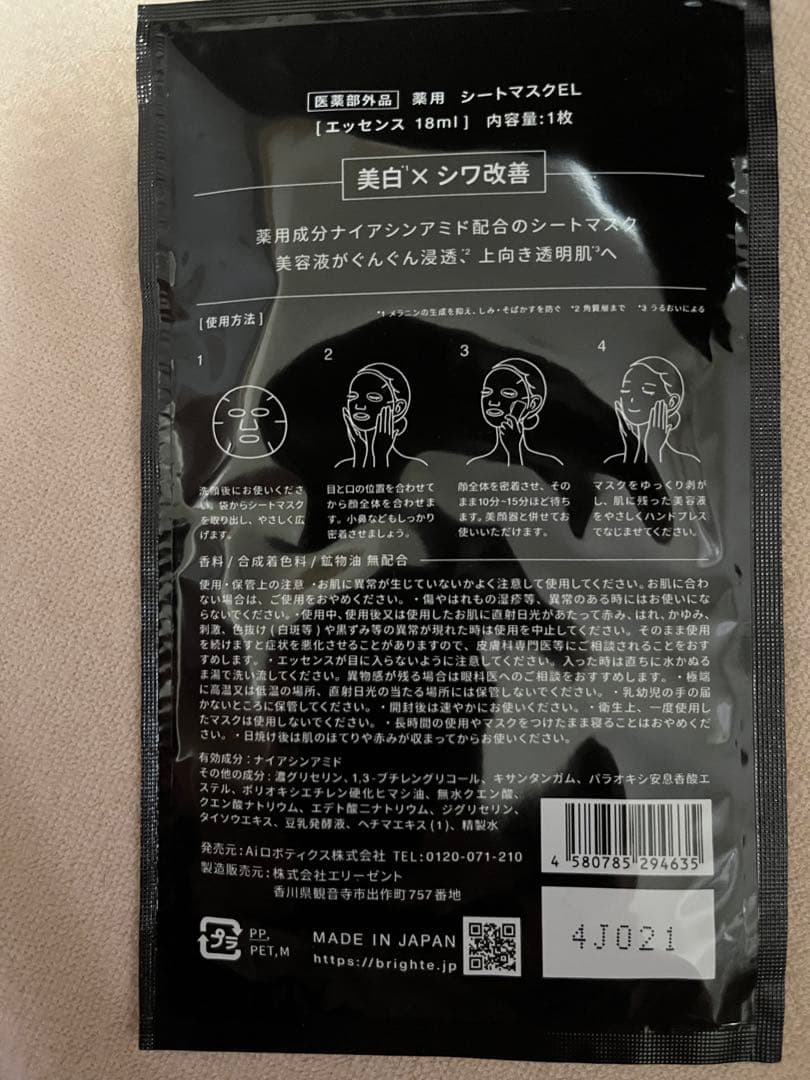 医薬部外品 薬用 シートマスクEL
[エッセンス 18ml] 内容量:1枚
美白*1× シワ改善
薬用成分ナイアシンアミド配合のシートマスク
美容液がぐんぐん浸透、*2 上向き透明肌*3へ
*1 メラニンの生成を抑え、しみ・そばかすを防ぐ *2 角質層まで *3 うるおいによる
[使用方法]
1
洗顔後にお使いくださ
い。袋からシートマスク
を取り出し、やさしく広
げます。
2
目と口の位置を合わせて
から顔全体を合わせま
す。小鼻などもしっかり
密着させましょう。
3
顔全体を密着させ、その
まま10分~15分ほど待ち
ます。美顔器と併せてお
使いいただけます。
4
マスクをゆっくり剥が
し、肌に残った美容液
をやさしくハンドプレス
でなじませてください。
香料/合成着色料/鉱物油 無配合
使用・保管上の注意 ・お肌に異常が生じていないかよく注意して使用してください。お肌に合わ
ない場合は、ご使用をおやめください。・傷やはれもの湿疹等、異常のある時にはお使いにな
らないでください。・使用中、使用後又は使用したお肌に直射日光があたって赤み、はれ、かゆみ、
刺激、色抜け(白斑等)や黒ずみ等の異常が現れた時は使用を中止してください。そのまま使用
を続けますと症状を悪化させることがありますので、皮膚科専門医等にご相談されることをおす
すめします。・エッセンスが目に入らないように注意してください。入った時は直ちに水かぬる
ま湯で洗い流してください。異物感が残る場合は眼科医へのご相談をおすすめします。・極端
に高温又は低温の場所、直射日光の当たる場所には保管しないでください。・乳幼児の手の届
かないところに保管してください。・開封後は速やかにお使いください。・衛生上、一度使用し
たマスクは使用しないでください。・長時間の使用やマスクをつけたまま寝ることはおやめくだ
さい。・日焼け後は肌のほてりや赤みが収まってからお使いください。
有効成分:ナイアシンアミド
その他の成分:濃グリセリン、1,3-ブチレングリコール、キサンタンガム、パラオキシ安息香酸エ
ステル、ポリオキシエチレン硬化ヒマシ油、無水クエン酸、
クエン酸ナトリウム、エデト酸二ナトリウム、ジグリセリン、
タイソウエキス、豆乳発酵液、ヘチマエキス(1)、精製水
発売元:Aiロボティクス株式会社 TEL:0120-071-210
製造販売元:株式会社エリーゼント
香川県観音寺市出作町757番地
4 580785 294635
プラ
PP,
PET,M
MADE IN JAPAN
https://brighte.jp
4J021